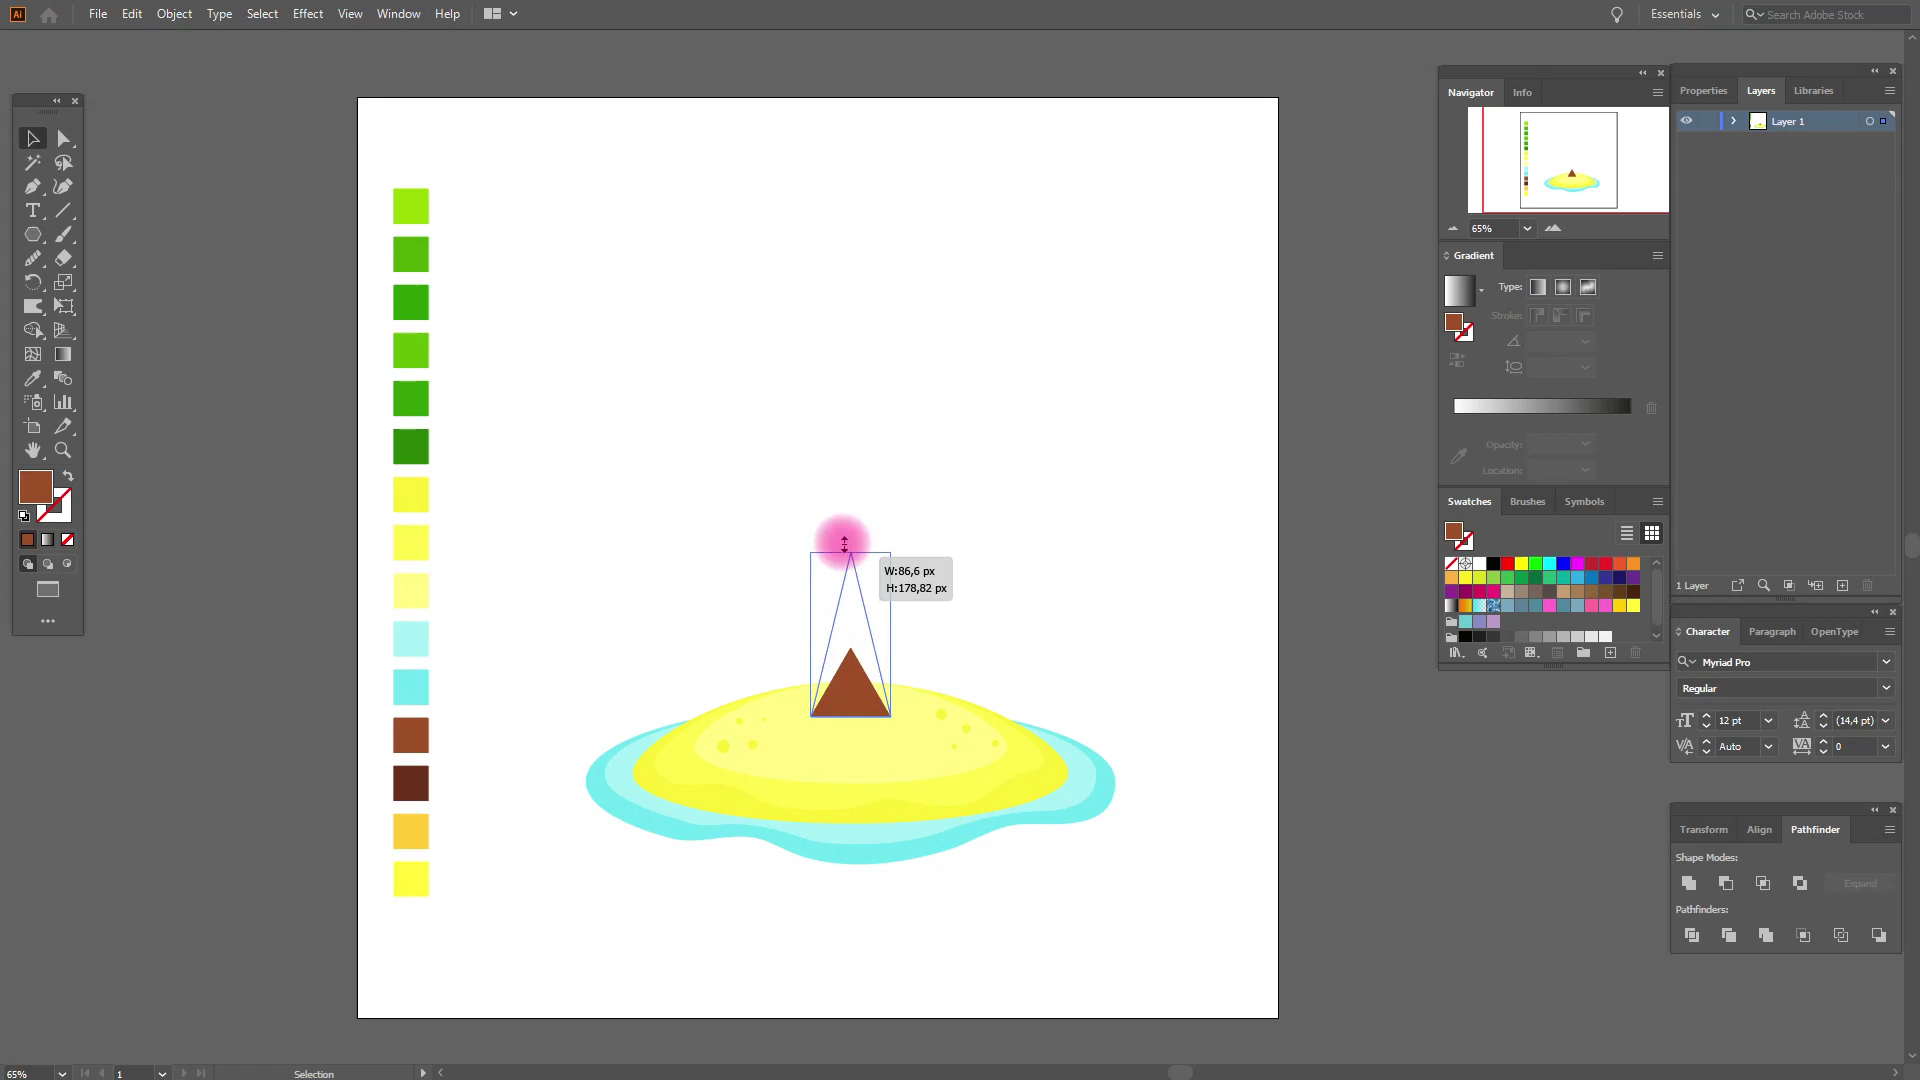 Ai File Edit Object Type Select Effect View Window Help Essentials Search Adobe Stock
Navigator Info
Properties Layers Libraries
Layer 1
65%
Gradient
Type:
Stroke:
Opacity:
Location:
W:86,6 px
H:178,82 px
Swatches Brushes Symbols
1 Layer
Character Paragraph OpenType
Myriad Pro
Regular
12 pt (14,4 pt)
Auto 0
Transform Align Pathfinder
Shape Modes:
Expand
Pathfinders:
65% 1 Selection